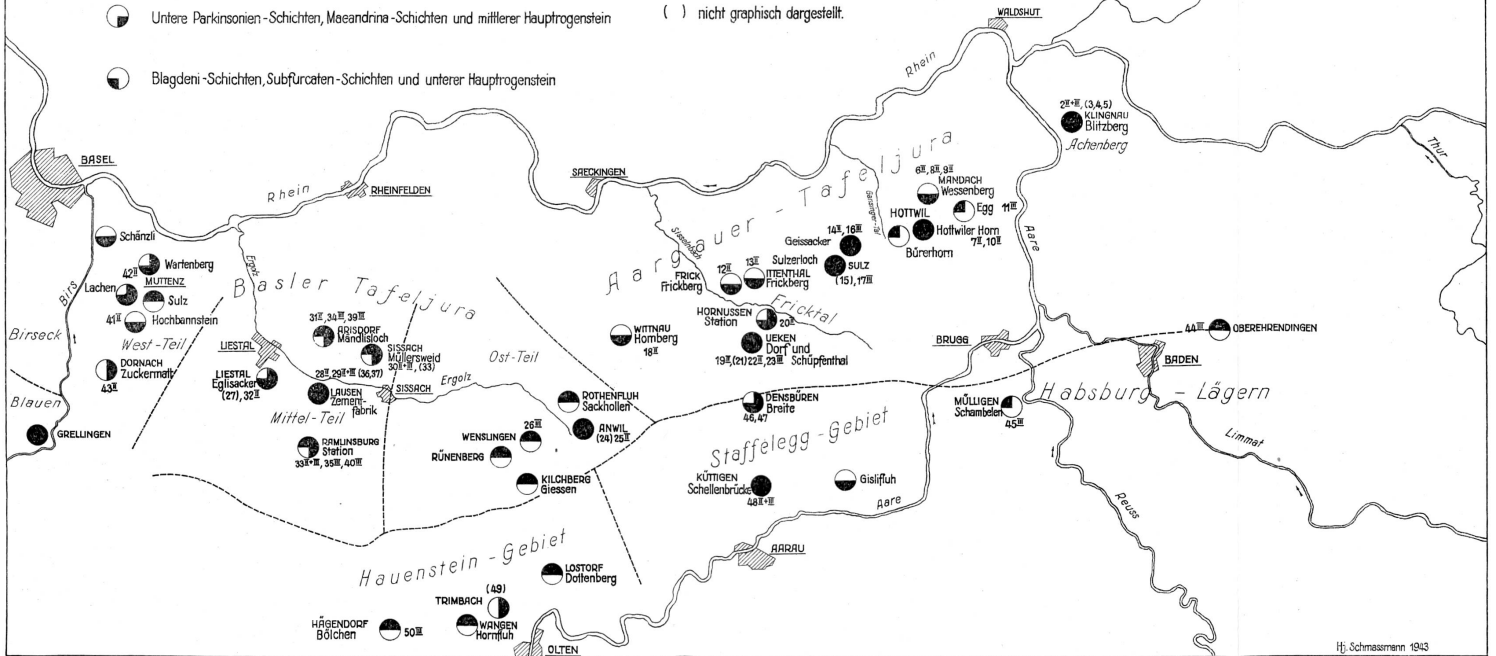 Untere Parkinsonien-Schichten, Maeandrina-Schichten und mittlerer Hauptrogenstein
( ) nicht graphisch dargestellt.
Blagdeni-Schichten, Subfurcaten-Schichten und unterer Hauptrogenstein
WALDSHUT
Rhein
2II+III, (3,4,5)
KLINGNAU
Blitzberg
Achenberg
Thur
BASEL
Rhein
RHEINFELDEN
SAECKINGEN
Aargauer - Tafeljura
6II, 8II, 9II
MANDACH
Wessenberg
Egg 11III
HOTTWIL
Hottwiler Horn
7II, 10II
Bürerhorn
Aare
Schänzli
42II
Wartenberg
Lachen
MUTTENZ
Sulz
41II
Hochbannstein
Birs
Birseck
West-Teil
DORNACH
Zuckermatt
43II
Blauen
GRELLINGEN
Ergolz
Basler Tafeljura
31II, 34III, 39III
ARISDORF
Mändlisloch
SISSACH
Müllersweid
30II+III, (33)
LIESTAL
LIESTAL
Eglisacker
(27), 32II
28II, 29II+III (36,37)
LAUSEN
Zement-
fabrik
SISSACH
Ergolz
Ost-Teil
Mittel-Teil
RAMLINSBURG
Station
33II+III, 35III, 40III
Sisselnbach
14II, 16III
Geissacker
Sulzerloch
SULZ
(15), 17III
12II
FRICK
Frickberg
13II
ITTENTHAL
Frickberg
Fricktal
HORNUSSEN
Station
20II
WITTNAU
Homberg
18II
UEKEN
Dorf und
Schüpfenthal
19II, (21) 22II, 23III
BRUGG
44III
OBEREHRENDINGEN
BADEN
Habsburg - Lägern
MÜLLIGEN
Schambelen
45III
Limmat
Reuss
ROTHENFLUH
Sackhollen
ANWIL
(24) 25II
26III
WENSLINGEN
RÜNENBERG
KILCHBERG
Giessen
DENSBÜREN
Breite
46, 47
Staffelegg-Gebiet
KÜTTIGEN
Schellenbrücke
48II+III
Gislifluh
Aare
AARAU
Hauenstein - Gebiet
LOSTORF
Dottenberg
(49)
TRIMBACH
WANGEN
Hornfluh
HÄGENDORF
Bölchen
50III
OLTEN
Hj. Schmassmann 1943